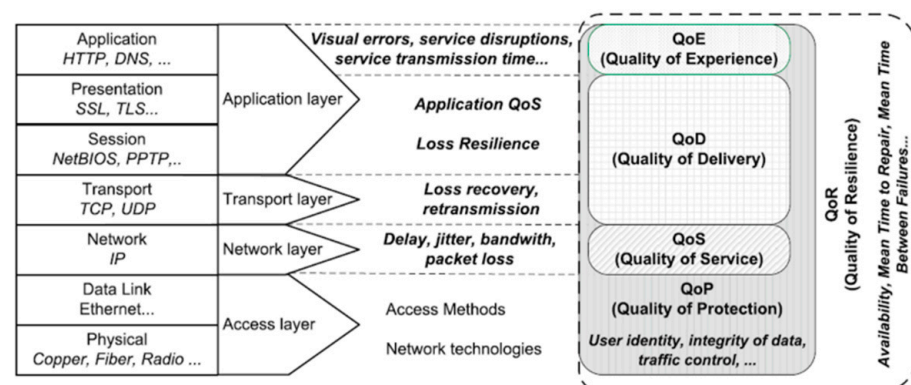 Application
HTTP, DNS, ...
Presentation
SSL, TLS...
Session
NetBIOS, PPTP,..
Transport
TCP, UDP
Network
IP
Data Link
Ethernet...
Physical
Copper, Fiber, Radio ...
Application layer
Transport layer
Network layer
Access layer
Visual errors, service disruptions,
service transmission time...
Application QoS
Loss Resilience
Loss recovery,
retransmission
Delay, jitter, bandwith,
packet loss
Access Methods
Network technologies
QoE
(Quality of Experience)
QoD
(Quality of Delivery)
QoS
(Quality of Service)
QoP
(Quality of Protection)
User identity, integrity of data,
traffic control, ...
QoR
(Quality of Resilience)
Availability, Mean Time to Repair, Mean Time
Between Failures...